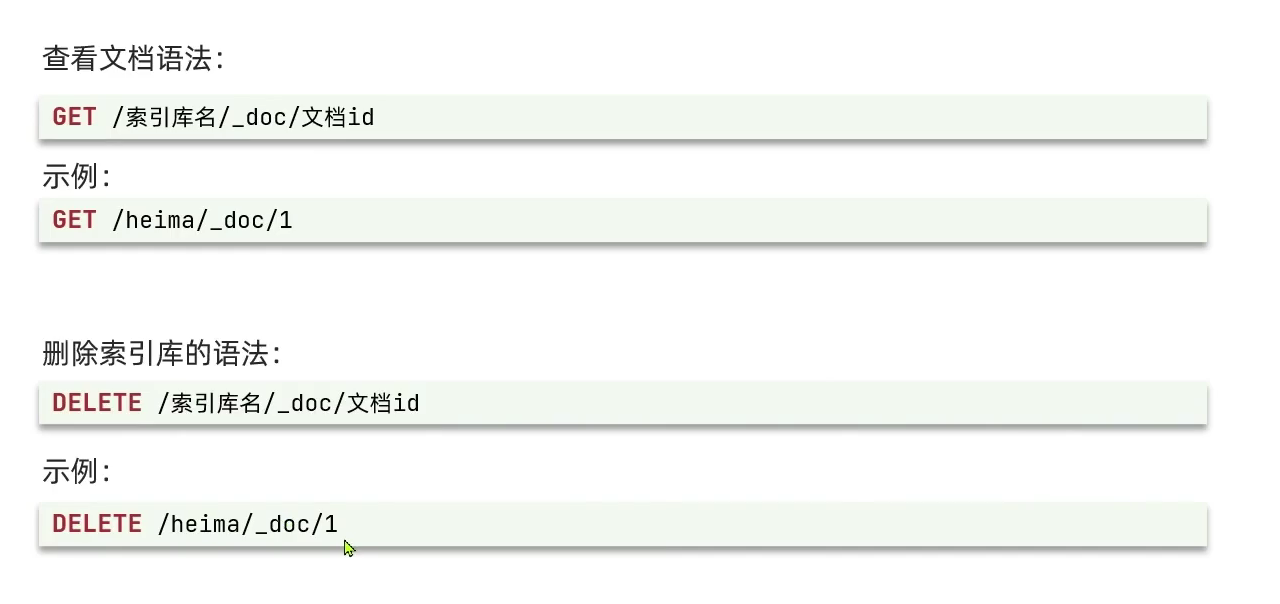 查看文档语法：
GET /索引库名/_doc/文档id
示例：
GET /heima/_doc/1
删除索引库的语法：
DELETE /索引库名/_doc/文档id
示例：
DELETE /heima/_doc/1